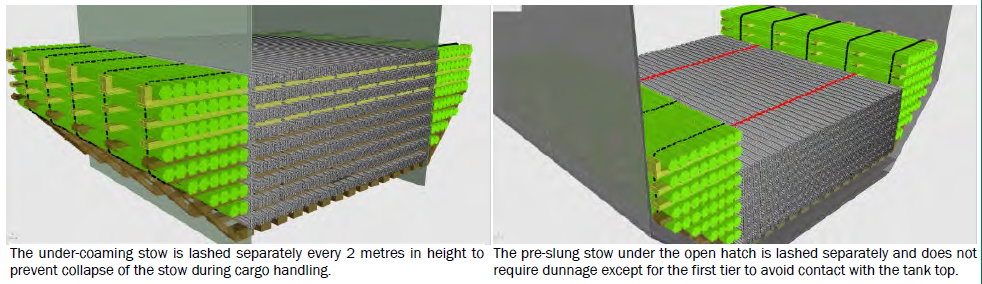 The under-coaming stow is lashed separately every 2 metres in height to
prevent collapse of the stow during cargo handling.
The pre-slung stow under the open hatch is lashed separately and does not
require dunnage except for the first tier to avoid contact with the tank top.